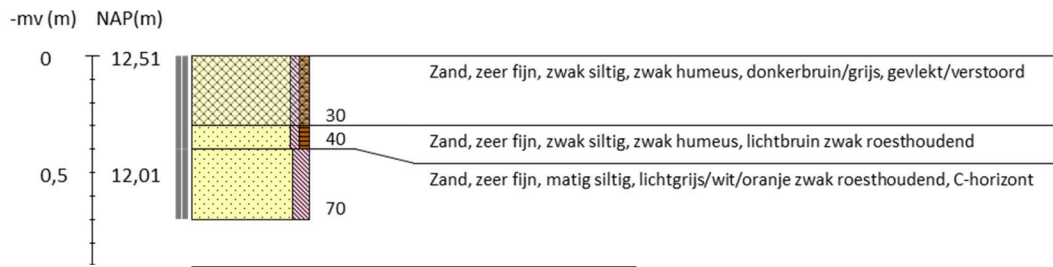 -mv (m) NAP(m)
0 12,51 Zand, zeer fijn, zwak siltig, zwak humeus, donkerbruin/grijs, gevlekt/verstoord
30
40 Zand, zeer fijn, zwak siltig, zwak humeus, lichtbruin zwak roesthoudend
0,5 12,01 Zand, zeer fijn, matig siltig, lichtgrijs/wit/oranje zwak roesthoudend, C-horizont
70